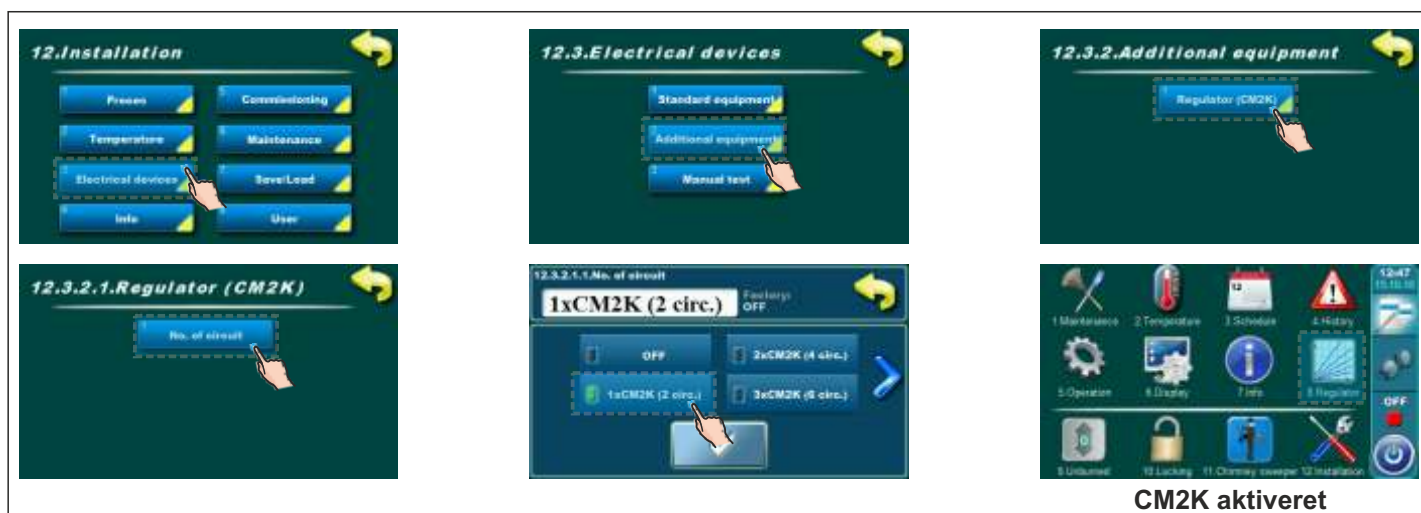 12.Installation
Proces
Commissioning
Temperature
Maintenance
Electrical devices
Save/Load
Info
User
12.3.Electrical devices
Standard equipment
Additional equipment
Manual test
12.3.2.Additional equipment
Regulator (CM2K)
12.3.2.1.Regulator (CM2K)
No. of circuit
12.3.2.1.1.No. of circuit
1xCM2K (2 circ.)
Factory:
OFF
OFF
2xCM2K (4 circ.)
1xCM2K (2 circ.)
3xCM2K (6 circ.)
12:47
12
1 Maintenance
2.Temperature
3.Schedule
4.History
5.Operation
6.Display
7.Info
8.Regulator
OFF
9.Unburned
10.Locking
11.Chimney sweeper
12.Installation
CM2K aktiveret